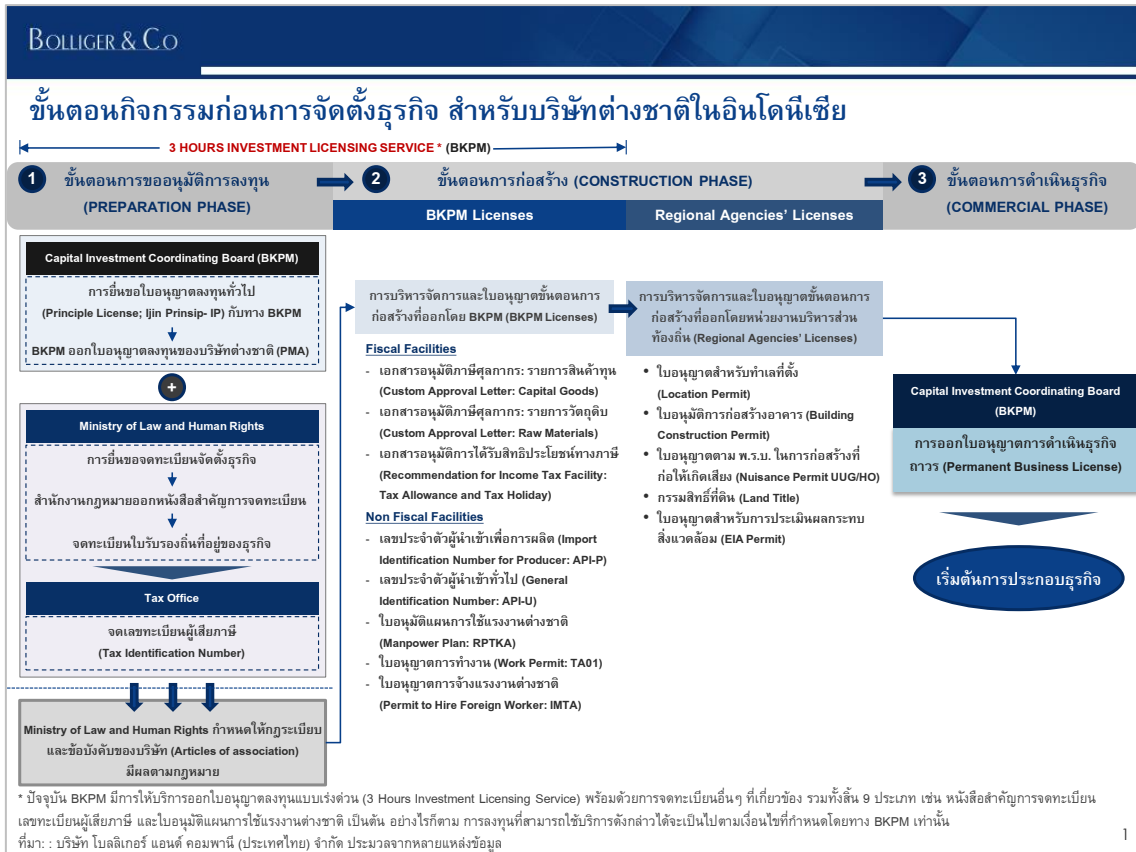 BOLLIGER & CO
ขั้นตอนกิจกรรมก่อนการจัดตั้งธุรกิจ สำหรับบริษัทต่างชาติในอินโดนีเซีย
3 HOURS INVESTMENT LICENSING SERVICE * (BKPM)
1 ขั้นตอนการขออนุมัติการลงทุน
(PREPARATION PHASE)
2 ขั้นตอนการก่อสร้าง (CONSTRUCTION PHASE)
BKPM Licenses
Regional Agencies' Licenses
3 ขั้นตอนการดำเนินธุรกิจ
(COMMERCIAL PHASE)
Capital Investment Coordinating Board (BKPM)
การยื่นขอใบอนุญาตลงทุนทั่วไป
(Principle License; Ijin Prinsip- IP) กับทาง BKPM
BKPM ออกใบอนุญาตลงทุนของบริษัทต่างชาติ (PMA)
+
Ministry of Law and Human Rights
การยื่นขอจดทะเบียนจัดตั้งธุรกิจ
สำนักงานกฎหมายออกหนังสือสำคัญการจดทะเบียน
จดทะเบียนใบรับรองถิ่นที่อยู่ของธุรกิจ
Tax Office
จดเลขทะเบียนผู้เสียภาษี
(Tax Identification Number)
Ministry of Law and Human Rights กำหนดให้กฎระเบียบ
และข้อบังคับของบริษัท (Articles of association)
มีผลตามกฎหมาย
การบริหารจัดการและใบอนุญาตขั้นตอนการ
ก่อสร้างที่ออกโดย BKPM (BKPM Licenses)
Fiscal Facilities
- เอกสารอนุมัติภาษีศุลกากร: รายการสินค้าทุน
(Custom Approval Letter: Capital Goods)
- เอกสารอนุมัติภาษีศุลกากร: รายการวัตถุดิบ
(Custom Approval Letter: Raw Materials)
- เอกสารอนุมัติการได้รับสิทธิประโยชน์ทางภาษี
(Recommendation for Income Tax Facility:
Tax Allowance and Tax Holiday)
Non Fiscal Facilities
- เลขประจำตัวผู้นำเข้าเพื่อการผลิต (Import
Identification Number for Producer: API-P)
- เลขประจำตัวผู้นำเข้าทั่วไป (General
Identification Number: API-U)
- ใบอนุมัติแผนการใช้แรงงานต่างชาติ
(Manpower Plan: RPTKA)
- ใบอนุญาตการทำงาน (Work Permit: TA01)
- ใบอนุญาตการจ้างแรงงานต่างชาติ
(Permit to Hire Foreign Worker: IMTA)
การบริหารจัดการและใบอนุญาตขั้นตอนการ
ก่อสร้างที่ออกโดยหน่วยงานบริหารส่วน
ท้องถิ่น (Regional Agencies' Licenses)
• ใบอนุญาตสำหรับทำเลที่ตั้ง
(Location Permit)
• ใบอนุมัติการก่อสร้างอาคาร (Building
Construction Permit)
• ใบอนุญาตตาม พ.ร.บ. ในการก่อสร้างที่
ก่อให้เกิดเสียง (Nuisance Permit UUG/HO)
• กรรมสิทธิ์ที่ดิน (Land Title)
• ใบอนุญาตสำหรับการประเมินผลกระทบ
สิ่งแวดล้อม (EIA Permit)
Capital Investment Coordinating Board
(BKPM)
การออกใบอนุญาตการดำเนินธุรกิจ
ถาวร (Permanent Business License)
เริ่มต้นการประกอบธุรกิจ
* ปัจจุบัน BKPM มีการให้บริการออกใบอนุญาตลงทุนแบบเร่งด่วน (3 Hours Investment Licensing Service) พร้อมด้วยการจดทะเบียนอื่นๆ ที่เกี่ยวข้อง รวมทั้งสิ้น 9 ประเภท เช่น หนังสือสำคัญการจดทะเบียน
เลขทะเบียนผู้เสียภาษี และใบอนุมัติแผนการใช้แรงงานต่างชาติ เป็นต้น อย่างไรก็ตาม การลงทุนที่สามารถใช้บริการดังกล่าวได้จะเป็นไปตามเงื่อนไขที่กำหนดโดยทาง BKPM เท่านั้น
ที่มา: : บริษัท โบลลิเกอร์ แอนด์ คอมพานี (ประเทศไทย) จำกัด ประมวลจากหลายแหล่งข้อมูล
1